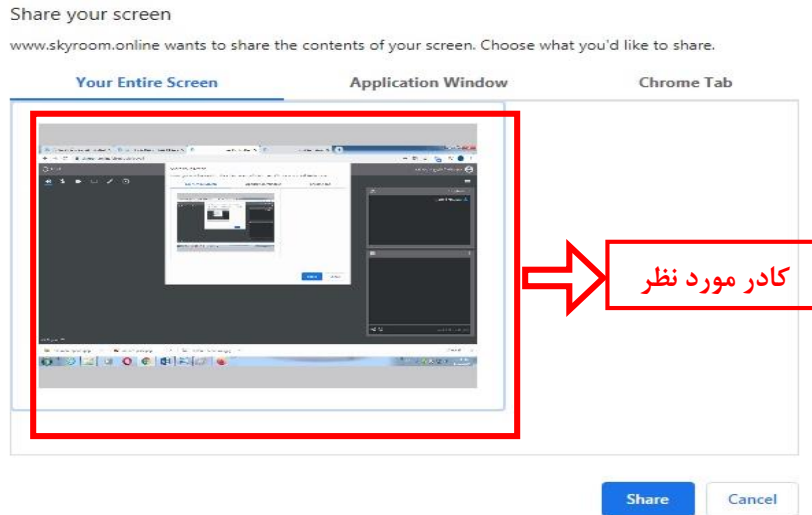 Share your screen
www.skyroom.online wants to share the contents of your screen. Choose what you'd like to share.
Your Entire Screen Application Window Chrome Tab
کادر مورد نظر
Share Cancel